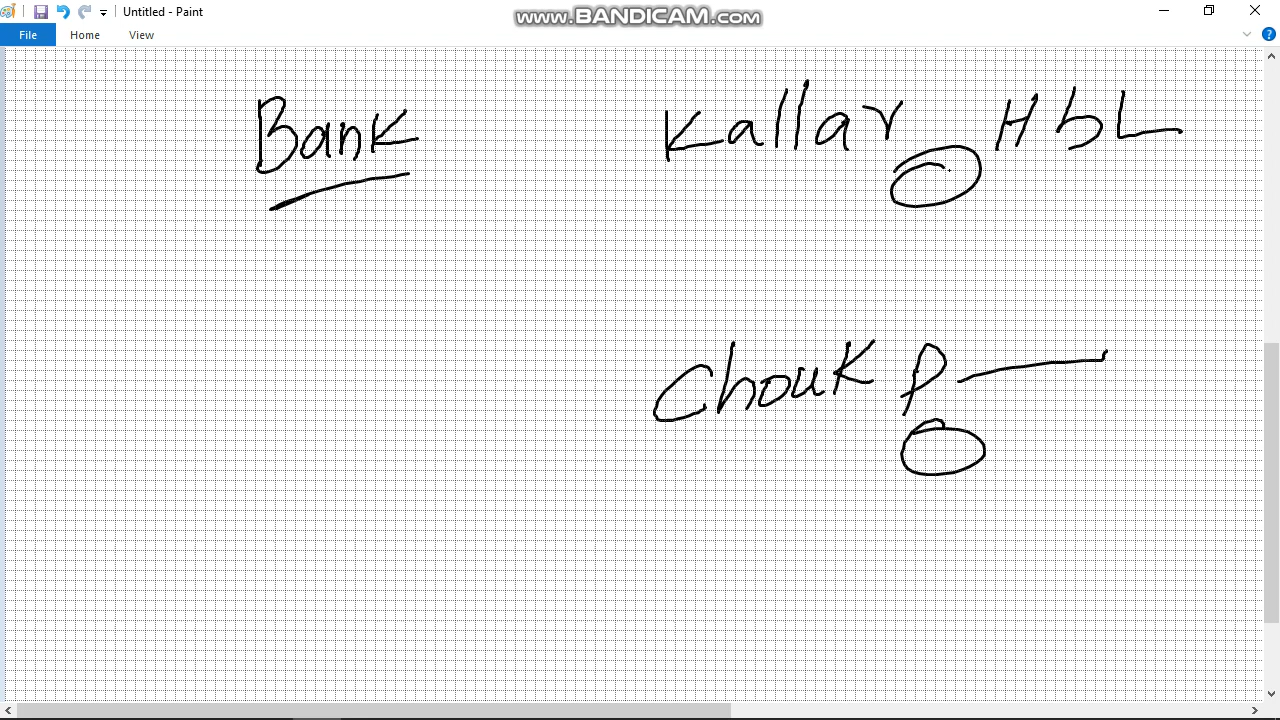 Untitled - Paint
www.BANDICAM.com
File Home View
Bank Kallar HbL
Chouk P